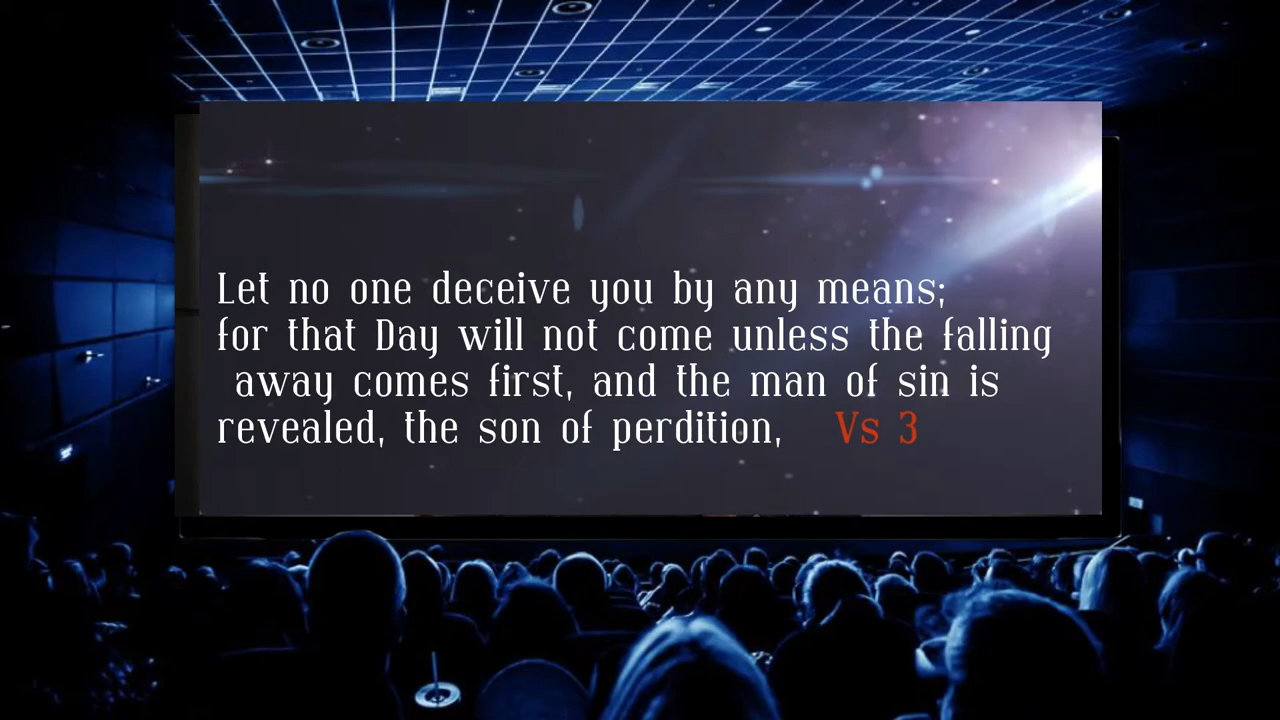 Let no one deceive you by any means;
for that Day will not come unless the falling
away comes first, and the man of sin is
revealed, the son of perdition, Vs 3